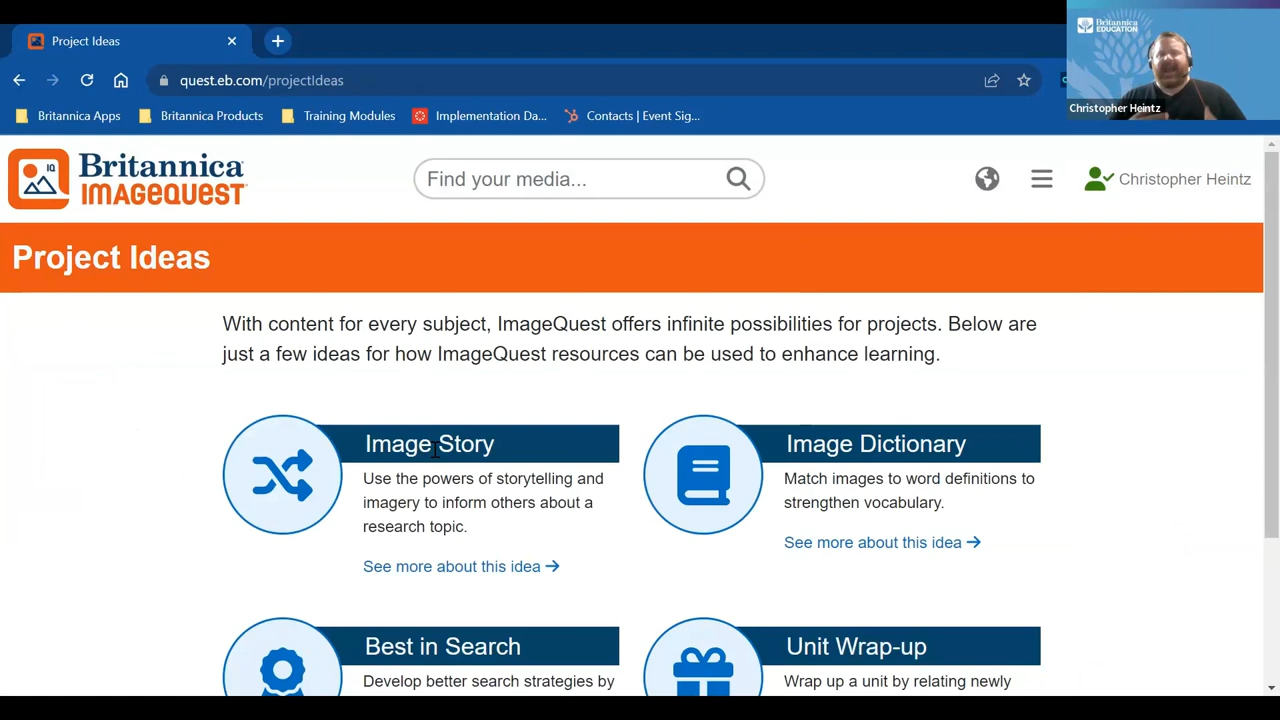 Project Ideas
Britannica
EDUCATION
Christopher Heintz
quest.eb.com/projectIdeas
Britannica Apps
Britannica Products
Training Modules
Implementation Da...
Contacts | Event Sig...
IQ
Britannica
IMAGEQUEST
Find your media...
Christopher Heintz
Project Ideas
With content for every subject, ImageQuest offers infinite possibilities for projects. Below are
just a few ideas for how ImageQuest resources can be used to enhance learning.
Image Story
Use the powers of storytelling and
imagery to inform others about a
research topic.
See more about this idea →
Image Dictionary
Match images to word definitions to
strengthen vocabulary.
See more about this idea →
Best in Search
Develop better search strategies by
Unit Wrap-up
Wrap up a unit by relating newly